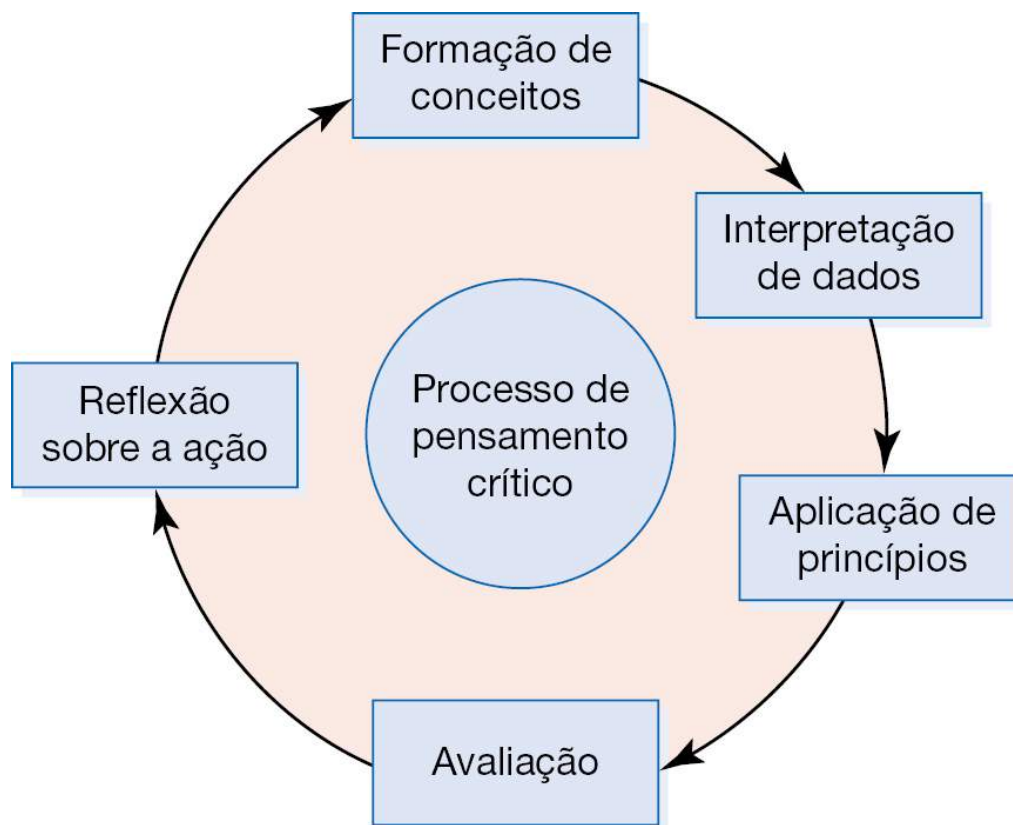 Formação de
conceitos
Interpretação
de dados
Aplicação de
princípios
Avaliação
Reflexão
sobre a ação
Processo de
pensamento
crítico